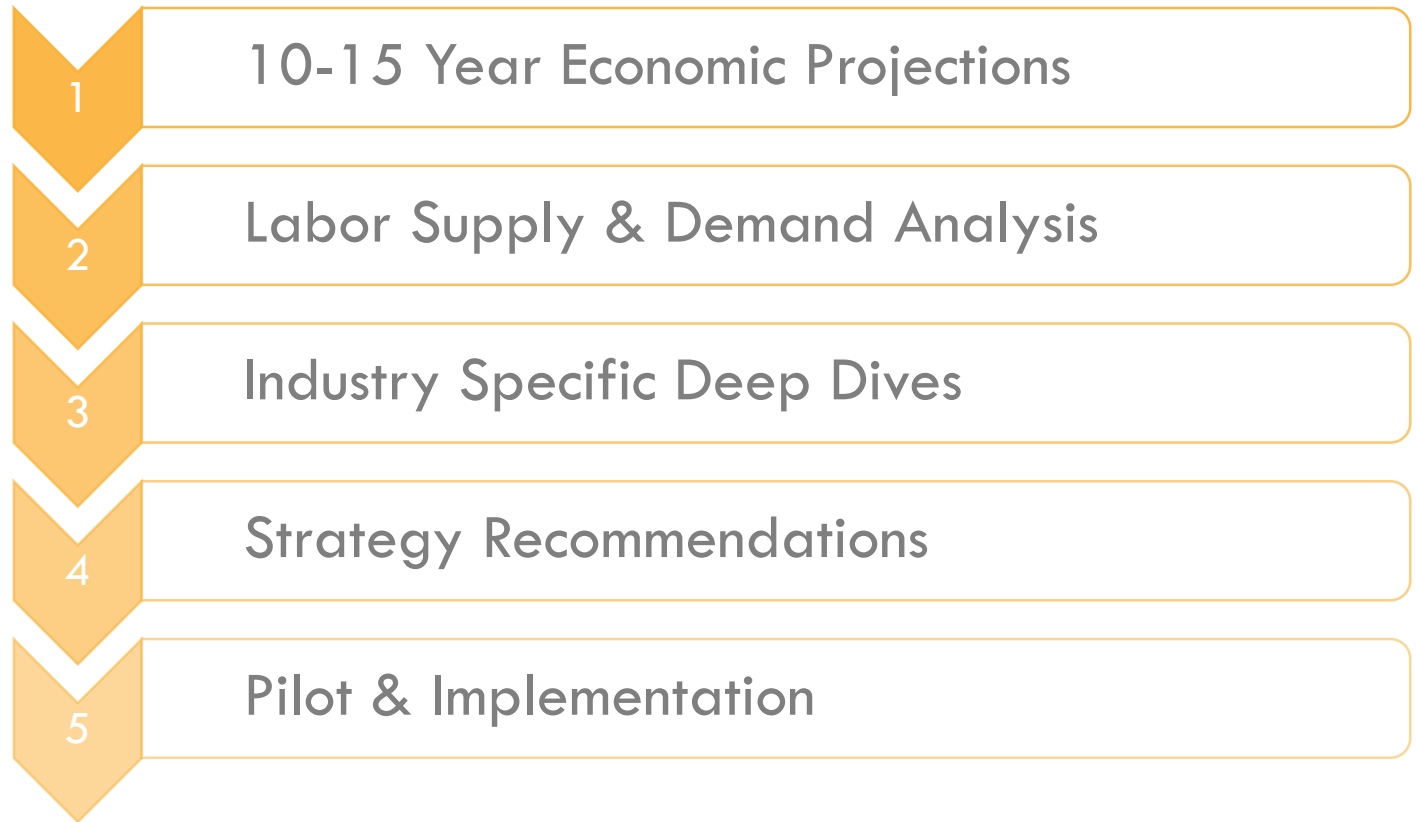 1
10-15 Year Economic Projections
2
Labor Supply & Demand Analysis
3
Industry Specific Deep Dives
4
Strategy Recommendations
5
Pilot & Implementation